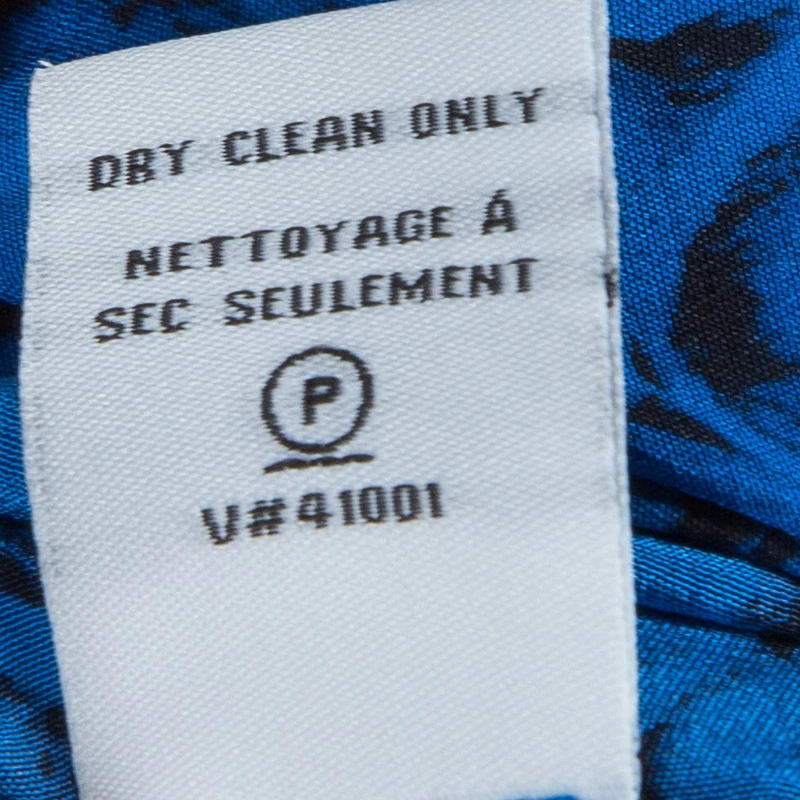 DRY CLEAN ONLY
NETTOYAGE Á
SEC SEULEMENT
P
V#41001